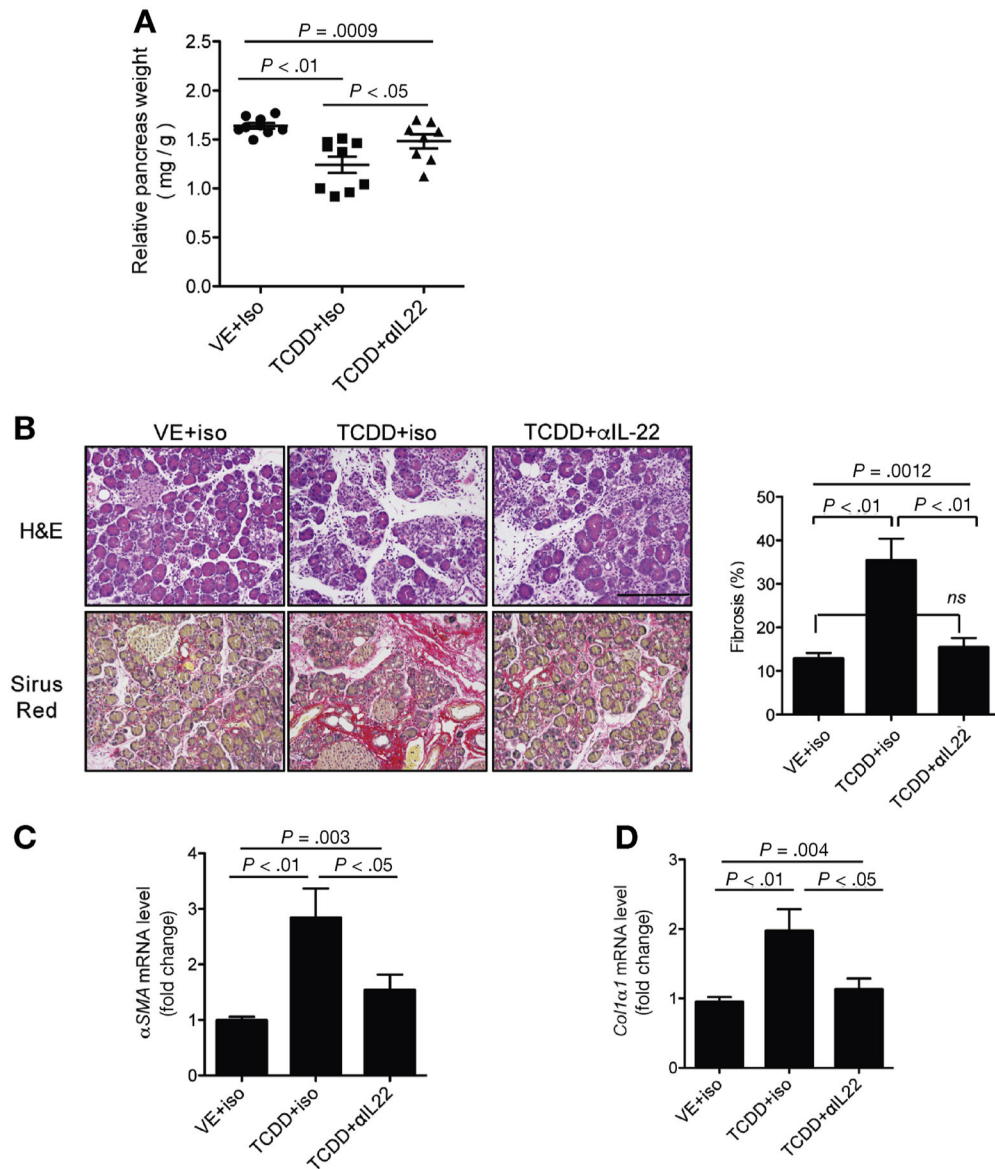 A
P = .0009
P < .01
P < .05
2.5
2.0
1.5
1.0
0.5
0.0
Relative pancreas weight
( mg / g )
VE+Iso
TCDD+Iso
TCDD+αIL22
B
VE+iso
TCDD+iso
TCDD+αIL-22
H&E
Sirus
Red
P = .0012
P < .01
P < .01
ns
50
40
30
20
10
0
Fibrosis (%)
VE+iso
TCDD+iso
TCDD+αIL22
C
P = .003
P < .01
P < .05
4
3
2
1
0
αSMA mRNA level
(fold change)
VE+iso
TCDD+iso
TCDD+αIL22
D
P = .004
P < .01
P < .05
3
2
1
0
Col1α1 mRNA level
(fold change)
VE+iso
TCDD+iso
TCDD+αIL22